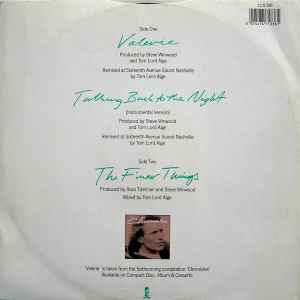 Side One
Valerie
Produced by Steve Winwood
and Tom Lord Alge
Remixed at Sixteenth Avenue Sound Nashville
by Tom Lord Alge
Talking Back to the Night
(Instrumental Version)
Produced by Steve Winwood
and Tom Lord Alge
Remixed at Sixteenth Avenue Sound Nashville
by Tom Lord Alge
Side Two
The Finer Things
Produced by Russ Titelman and Steve Winwood
Mixed by Tom Lord Alge
'Valerie' is taken from the forthcoming compilation 'Chronicles'
Available on Compact Disc, Album & Cassette